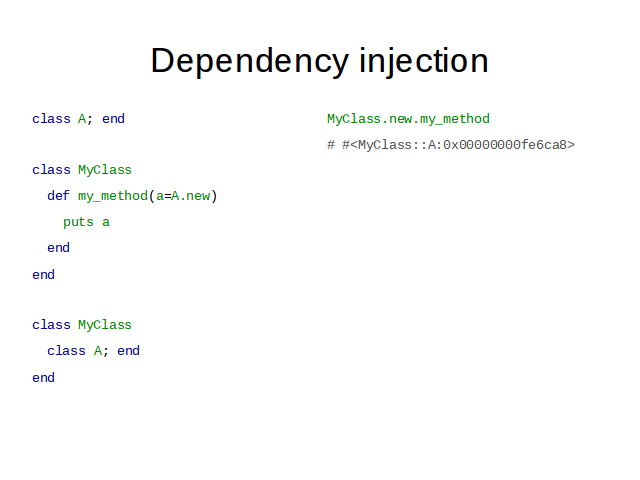 Dependency injection
class A; end
class MyClass
  def my_method(a=A.new)
    puts a
  end
end
class MyClass
  class A; end
end
MyClass.new.my_method
# #<MyClass::A:0x00000000fe6ca8>